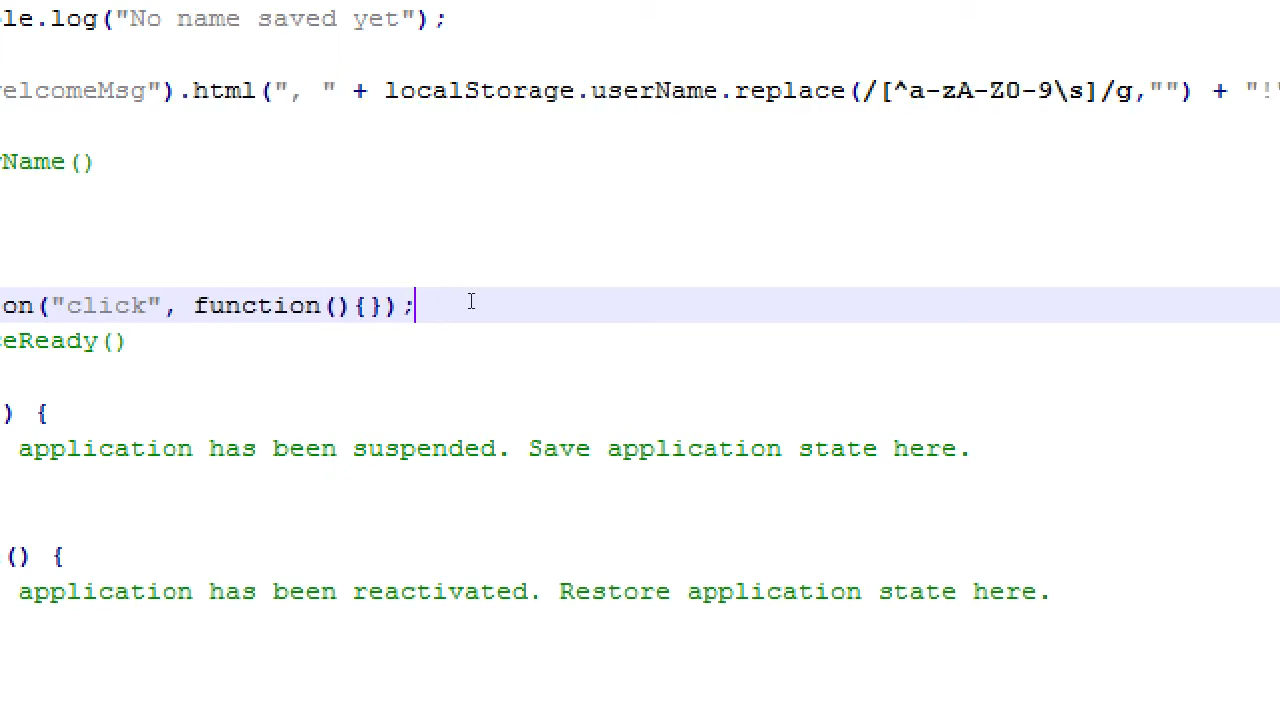 le.log("No name saved yet");
elcomeMsg").html(", " + localStorage.userName.replace(/[^a-zA-Z0-9\s]/g,"") + "!"
Name()
on("click", function(){});
eReady()
) {
application has been suspended. Save application state here.
() {
application has been reactivated. Restore application state here.